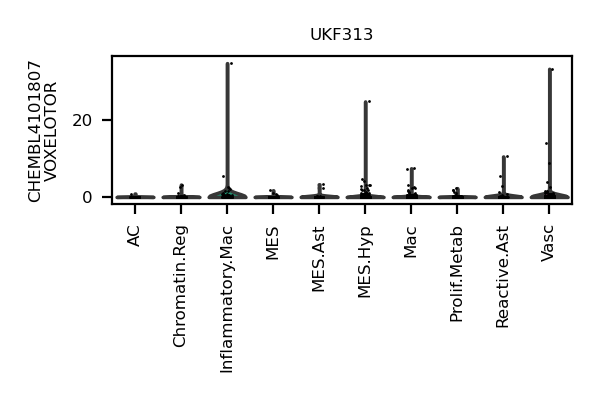 UKF313
CHEMBL4101807
VOXELOTOR
20
0
AC
Chromatin.Reg
Inflammatory.Mac
MES
MES.Ast
MES.Hyp
Mac
Prolif.Metab
Reactive.Ast
Vasc